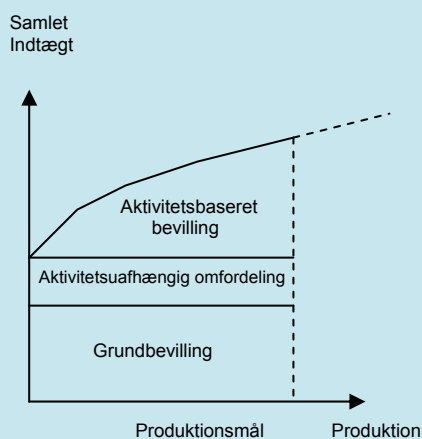 Samlet
Indtægt
Aktivitetsbaseret
bevilling
Aktivitetsuafhængig omfordeling
Grundbevilling
Produktionsmål
Produktion